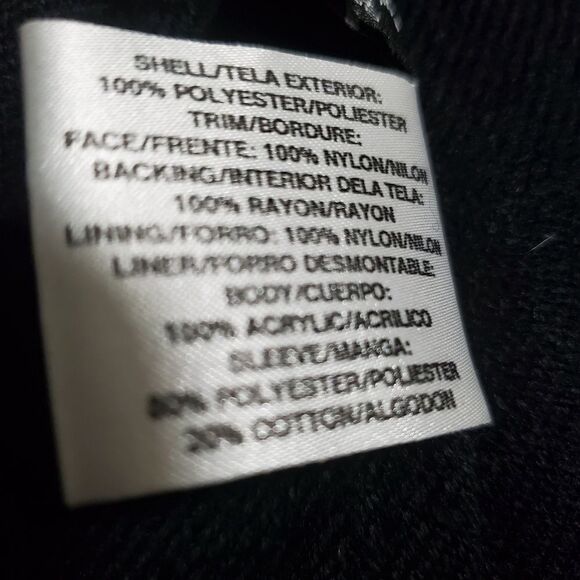 SHELL/TELA EXTERIOR:
100% POLYESTER/POLIESTER
TRIM/BORDURE:
FACE/FRENTE: 100% NYLON/NILON
BACKING/INTERIOR DE LA TELA:
100% RAYON/RAYON
LINING/FORRO: 100% NYLON/NILON
LINER/FORRO DESMONTABLE:
BODY/CUERPO:
100% ACRYLIC/ACRILICO
SLEEVE/MANGA:
80% POLYESTER/POLIESTER
20% COTTON/ALGODON